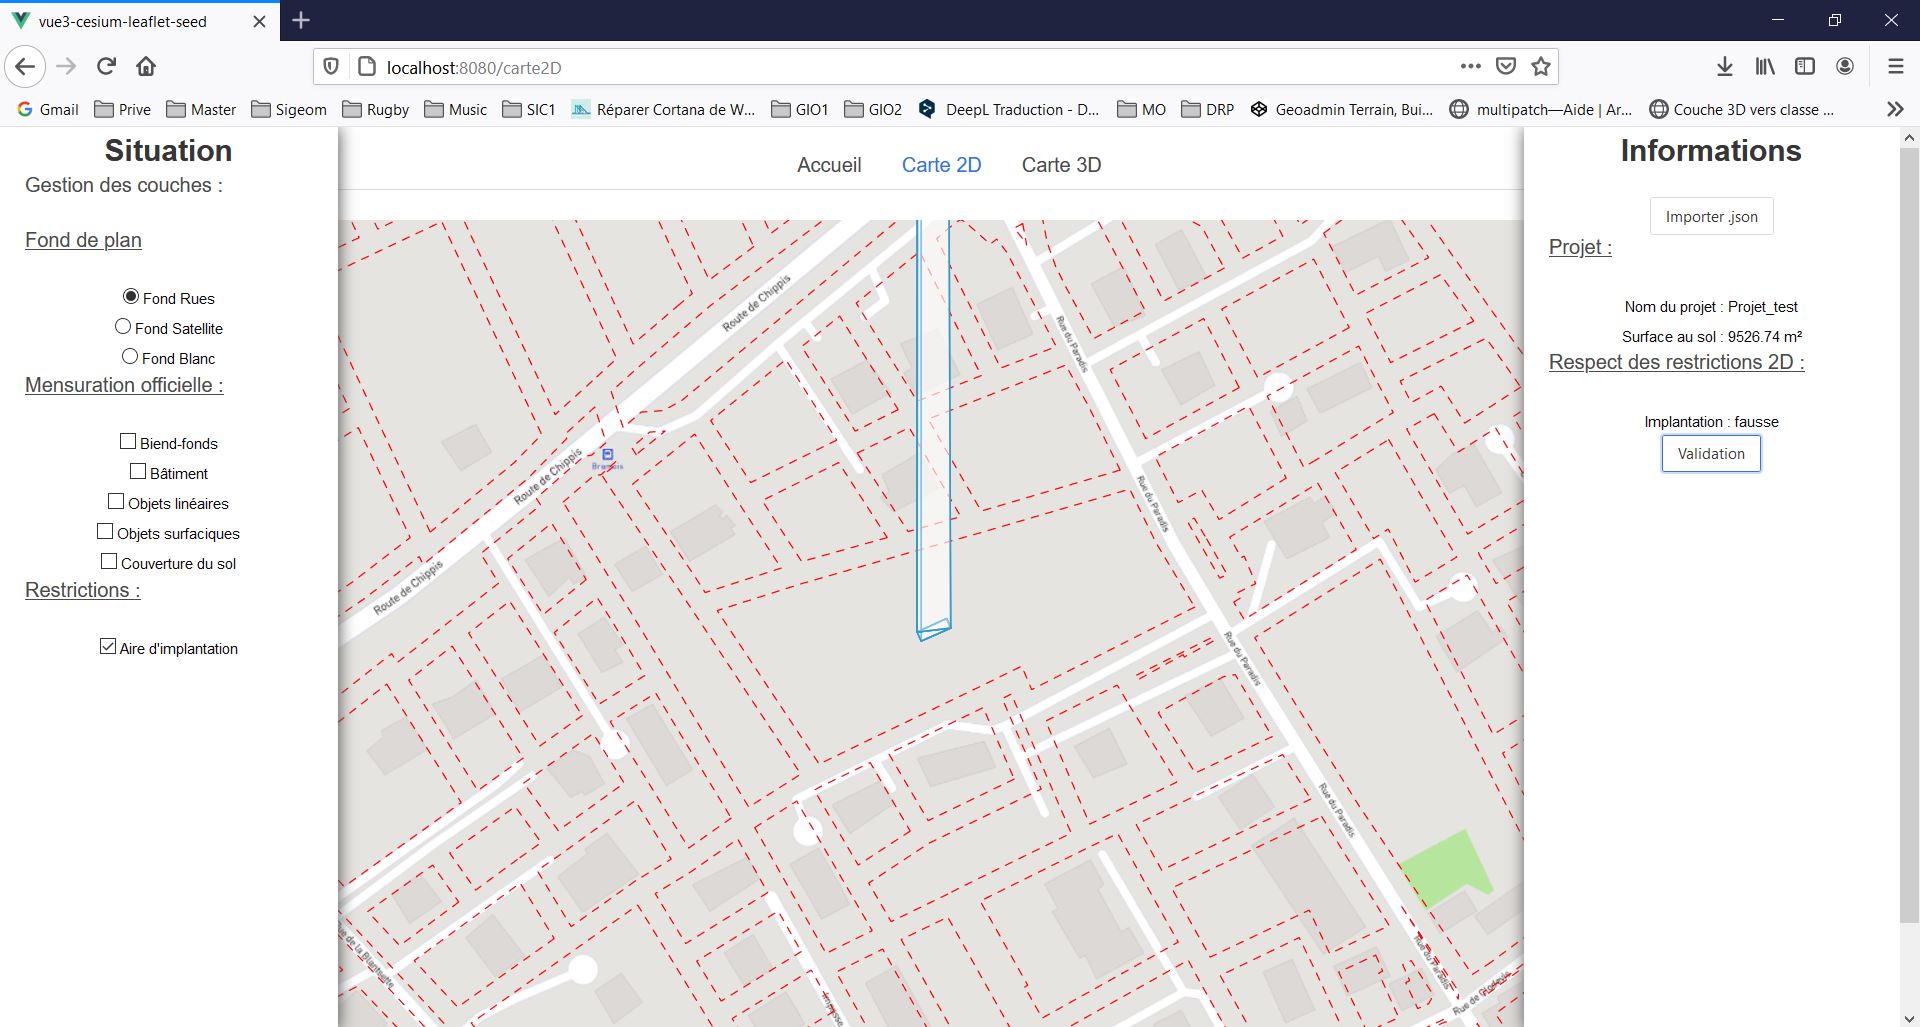 vue3-cesium-leaflet-seed
localhost:8080/carte2D
Gmail
Prive
Master
Sigeom
Rugby
Music
SIC1
Réparer Cortana de W...
GIO1
GIO2
DeepL Traduction - D...
MO
DRP
Geoadmin Terrain, Bui...
multipatch—Aide | Ar...
Couche 3D vers classe ...
Situation
Gestion des couches :
Fond de plan
Fond Rues
Fond Satellite
Fond Blanc
Mensuration officielle :
Biend-fonds
Bâtiment
Objets linéaires
Objets surfaciques
Couverture du sol
Restrictions :
Aire d'implantation
Accueil
Carte 2D
Carte 3D
Route de Chippis
Route de Chippis
Route de Chippis
Bramois
Rue du Paradis
Rue du Paradis
Rue du Paradis
Rue du Paradis
Rue du Paradis
Impasse
Informations
Importer .json
Projet :
Nom du projet : Projet_test
Surface au sol : 9526.74 m²
Respect des restrictions 2D :
Implantation : fausse
Validation